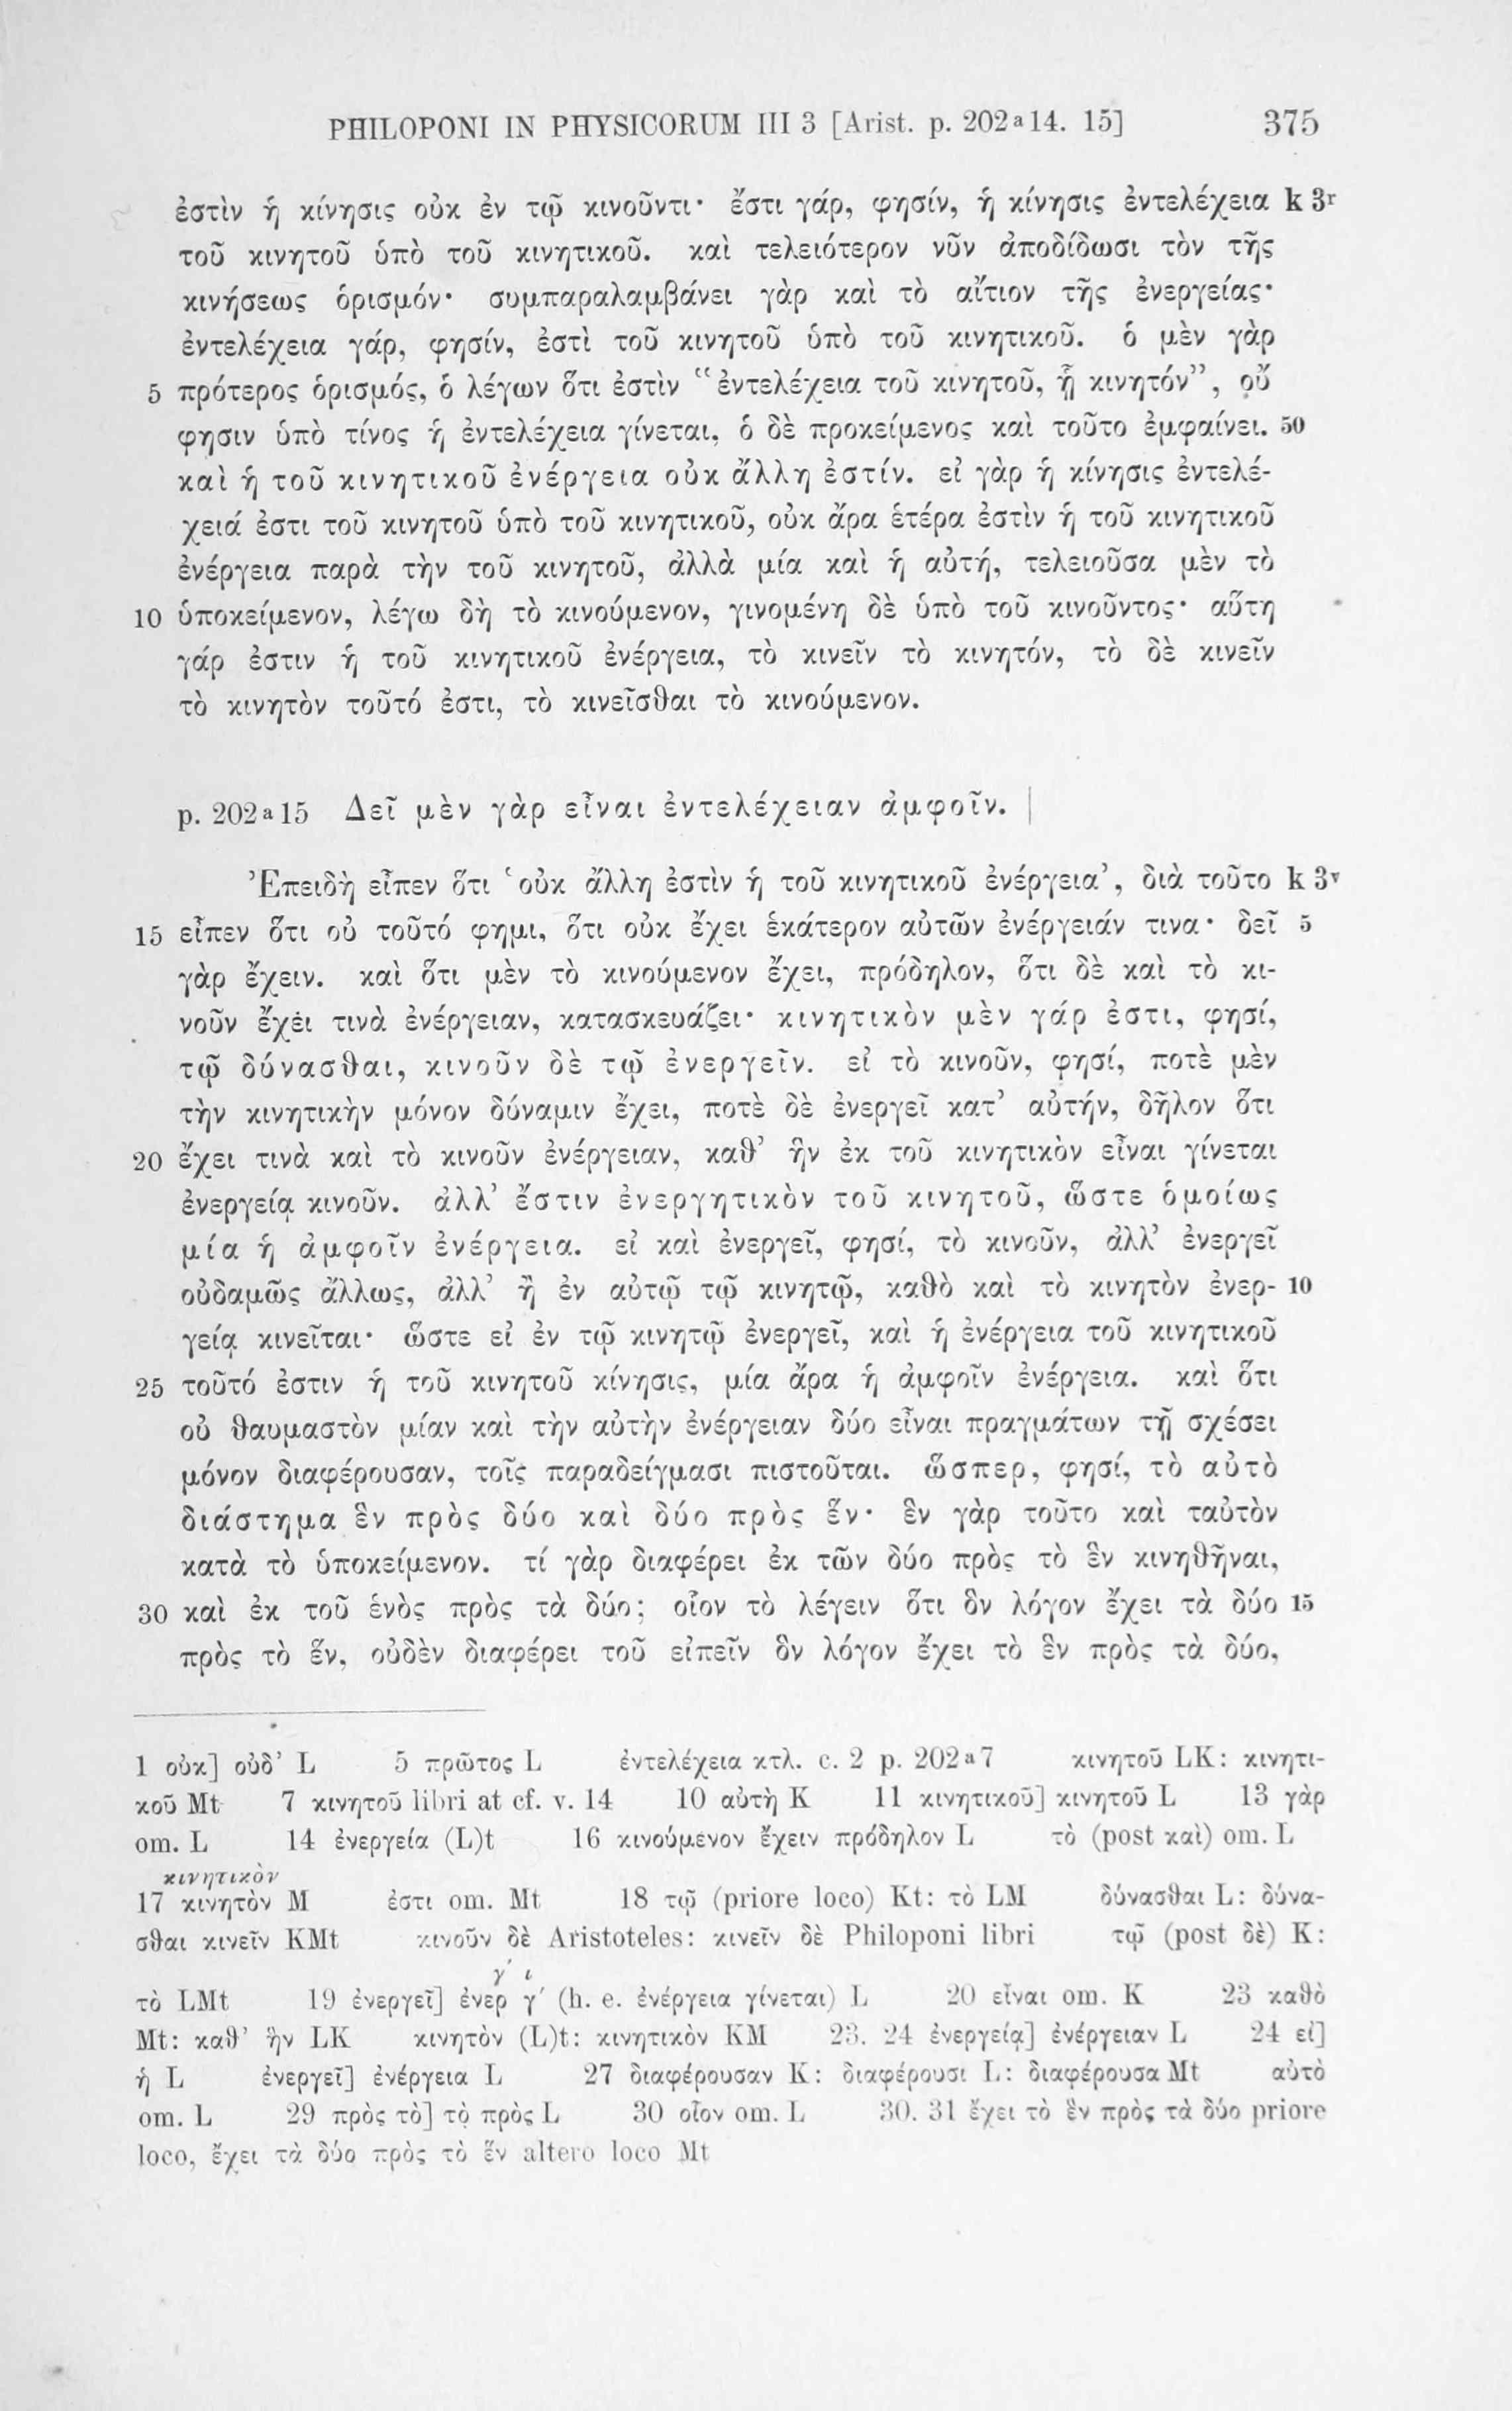 PHILOPONI IN PHYSICORUM III 3 [Arist. p. 202ª14. 15] 375
ἐστὶν ἡ κίνησις οὐκ ἐν τῷ κινοῦντι· ἔστι γάρ, φησίν, ἡ κίνησις ἐντελέχεια k 3ʳ
τοῦ κινητοῦ ὑπὸ τοῦ κινητικοῦ. καὶ τελειότερον νῦν ἀποδίδωσι τὸν τῆς
κινήσεως ὁρισμόν· συμπαραλαμβάνει γὰρ καὶ τὸ αἴτιον τῆς ἐνεργείας·
ἐντελέχεια γάρ, φησίν, ἐστὶ τοῦ κινητοῦ ὑπὸ τοῦ κινητικοῦ. ὁ μὲν γὰρ
5 πρότερος ὁρισμός, ὁ λέγων ὅτι ἐστὶν “ἐντελέχεια τοῦ κινητοῦ, ᾗ κινητόν”, οὔ
φησιν ὑπὸ τίνος ἡ ἐντελέχεια γίνεται, ὁ δὲ προκείμενος καὶ τοῦτο ἐμφαίνει. 50
καὶ ἡ τοῦ κινητικοῦ ἐνέργεια οὐκ ἄλλη ἐστίν. εἰ γὰρ ἡ κίνησις ἐντελέ-
χειά ἐστι τοῦ κινητοῦ ὑπὸ τοῦ κινητικοῦ, οὐκ ἄρα ἑτέρα ἐστὶν ἡ τοῦ κινητικοῦ
ἐνέργεια παρὰ τὴν τοῦ κινητοῦ, ἀλλὰ μία καὶ ἡ αὐτή, τελειοῦσα μὲν τὸ
10 ὑποκείμενον, λέγω δὴ τὸ κινούμενον, γινομένη δὲ ὑπὸ τοῦ κινοῦντος· αὕτη
γάρ ἐστιν ἡ τοῦ κινητικοῦ ἐνέργεια, τὸ κινεῖν τὸ κινητόν, τὸ δὲ κινεῖν
τὸ κινητὸν τοῦτό ἐστι, τὸ κινεῖσθαι τὸ κινούμενον.
p. 202ª15 Δεῖ μὲν γὰρ εἶναι ἐντελέχειαν ἀμφοῖν. |
Ἐπειδὴ εἶπεν ὅτι ‘οὐκ ἄλλη ἐστὶν ἡ τοῦ κινητικοῦ ἐνέργεια’, διὰ τοῦτο k 3ᵛ
15 εἶπεν ὅτι οὐ τοῦτό φημι, ὅτι οὐκ ἔχει ἑκάτερον αὐτῶν ἐνέργειάν τινα· δεῖ 5
γὰρ ἔχειν. καὶ ὅτι μὲν τὸ κινούμενον ἔχει, πρόδηλον, ὅτι δὲ καὶ τὸ κι-
νοῦν ἔχει τινὰ ἐνέργειαν, κατασκευάζει· κινητικὸν μὲν γάρ ἐστι, φησί,
τῷ δύνασθαι, κινοῦν δὲ τῷ ἐνεργεῖν. εἰ τὸ κινοῦν, φησί, ποτὲ μὲν
τὴν κινητικὴν μόνον δύναμιν ἔχει, ποτὲ δὲ ἐνεργεῖ κατ’ αὐτήν, δῆλον ὅτι
20 ἔχει τινὰ καὶ τὸ κινοῦν ἐνέργειαν, καθ’ ἣν ἐκ τοῦ κινητικὸν εἶναι γίνεται
ἐνεργείᾳ κινοῦν. ἀλλ’ ἔστιν ἐνεργητικὸν τοῦ κινητοῦ, ὥστε ὁμοίως
μία ἡ ἀμφοῖν ἐνέργεια. εἰ καὶ ἐνεργεῖ, φησί, τὸ κινοῦν, ἀλλ’ ἐνεργεῖ
οὐδαμῶς ἄλλως, ἀλλ’ ἢ ἐν αὐτῷ τῷ κινητῷ, καθὸ καὶ τὸ κινητὸν ἐνερ- 10
γείᾳ κινεῖται· ὥστε εἰ ἐν τῷ κινητῷ ἐνεργεῖ, καὶ ἡ ἐνέργεια τοῦ κινητικοῦ
25 τοῦτό ἐστιν ἡ τοῦ κινητοῦ κίνησις, μία ἄρα ἡ ἀμφοῖν ἐνέργεια. καὶ ὅτι
οὐ θαυμαστὸν μίαν καὶ τὴν αὐτὴν ἐνέργειαν δύο εἶναι πραγμάτων τῇ σχέσει
μόνον διαφέρουσαν, τοῖς παραδείγμασι πιστοῦται. ὥσπερ, φησί, τὸ αὐτὸ
διάστημα ἓν πρὸς δύο καὶ δύο πρὸς ἕν· ἓν γὰρ τοῦτο καὶ ταὐτὸν
κατὰ τὸ ὑποκείμενον. τί γὰρ διαφέρει ἐκ τῶν δύο πρὸς τὸ ἓν κινηθῆναι,
30 καὶ ἐκ τοῦ ἑνὸς πρὸς τὰ δύο; οἷον τὸ λέγειν ὅτι ὃν λόγον ἔχει τὰ δύο 15
πρὸς τὸ ἕν, οὐδὲν διαφέρει τοῦ εἰπεῖν ὃν λόγον ἔχει τὸ ἓν πρὸς τὰ δύο,
1 οὐκ] οὐδ’ L 5 πρῶτος L ἐντελέχεια κτλ. c. 2 p. 202ª7 κινητοῦ LK: κινητι-
κοῦ Mt 7 κινητοῦ libri at cf. v. 14 10 αὐτὴ K 11 κινητικοῦ] κινητοῦ L 13 γὰρ
om. L 14 ἐνεργεία (L)t 16 κινούμενον ἔχειν πρόδηλον L τὸ (post καὶ) om. L
κινητικὸν
17 κινητὸν M ἐστι om. Mt 18 τῷ (priore loco) Kt: τὸ LM δύνασθαι L: δύνα-
σθαι κινεῖν KMt κινοῦν δὲ Aristoteles: κινεῖν δὲ Philoponi libri τῷ (post δὲ) K:
γ ι
τὸ LMt 19 ἐνεργεῖ] ἐνερ γ´ (h. e. ἐνέργεια γίνεται) L 20 εἶναι om. K 23 καθὸ
Mt: καθ’ ἣν LK κινητὸν (L)t: κινητικὸν KM 23. 24 ἐνεργείᾳ] ἐνέργειαν L 24 εἰ]
ἡ L ἐνεργεῖ] ἐνέργεια L 27 διαφέρουσαν K: διαφέρουσι L: διαφέρουσα Mt αὐτὸ
om. L 29 πρὸς τὸ] τὸ πρὸς L 30 οἷον om. L 30. 31 ἔχει τὸ ἓν πρὸς τὰ δύο priore
loco, ἔχει τὰ δύο πρὸς τὸ ἕν altero loco Mt